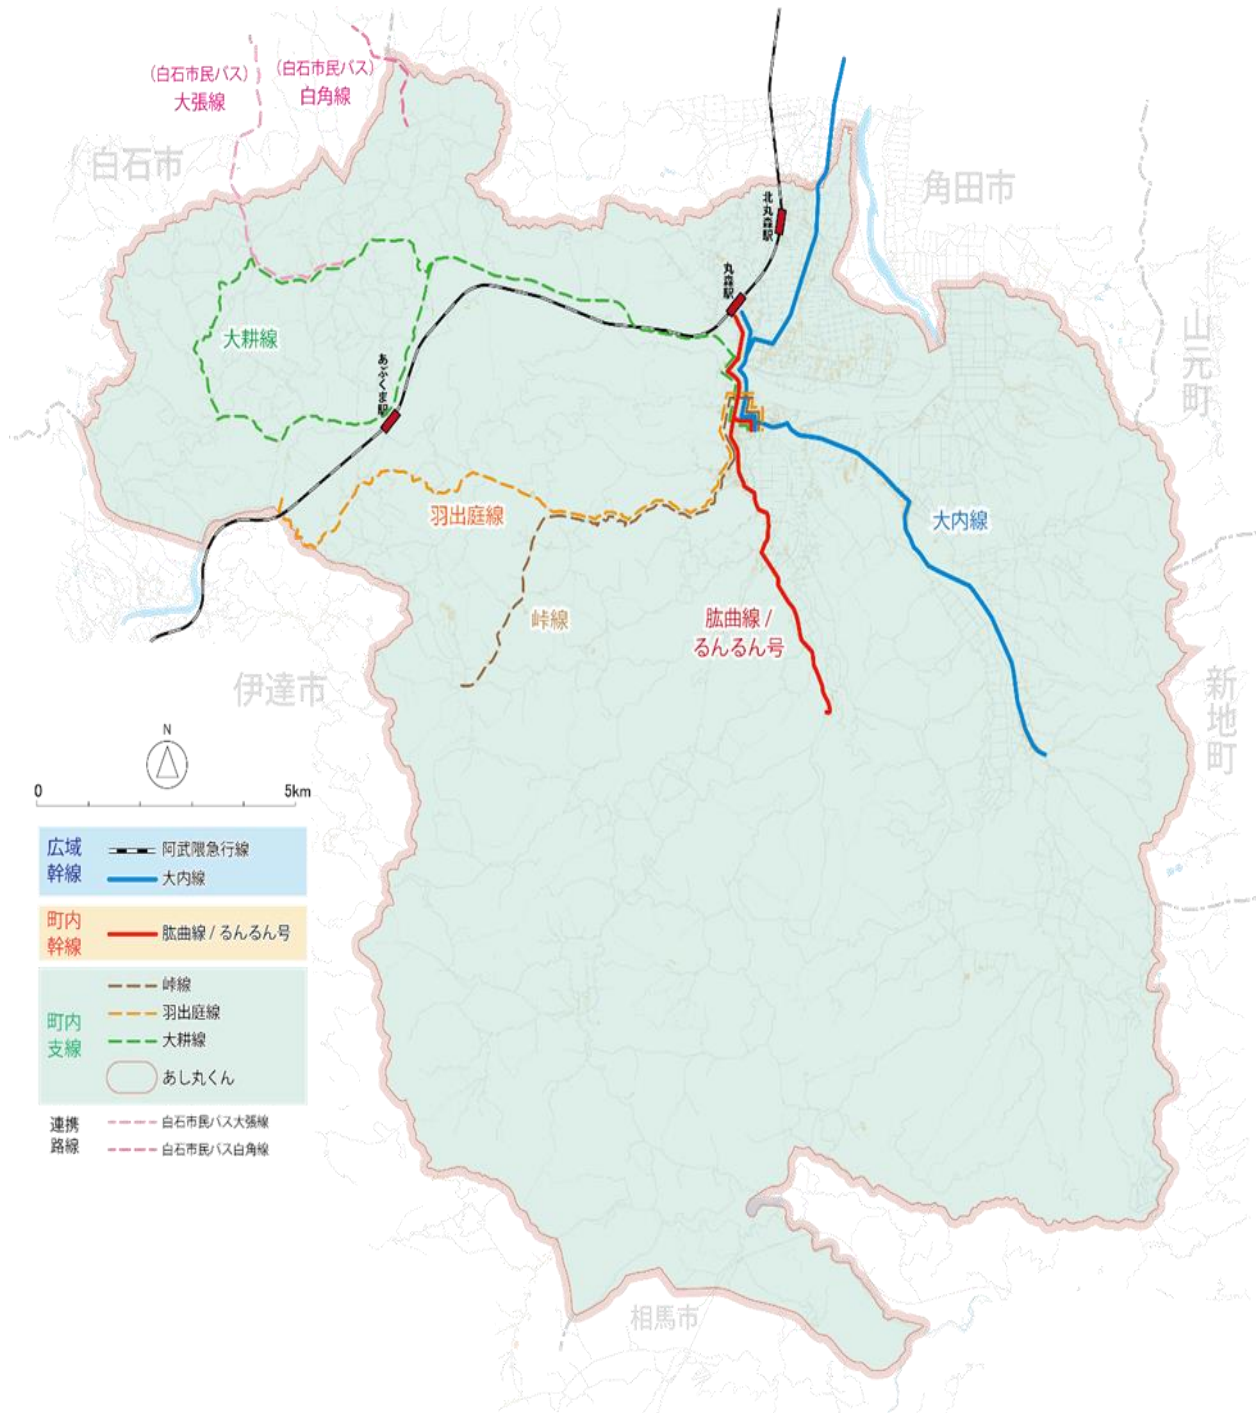 (白石市民バス)
大張線
(白石市民バス)
白角線
白石市
角田市
北丸森駅
丸森駅
山元町
大耕線
あぶくま駅
羽出庭線
大内線
峠線
肱曲線 /
るんるん号
伊達市
新地町
N
0 5km
広域
幹線
阿武隈急行線
大内線
町内
幹線
肱曲線 / るんるん号
町内
支線
峠線
羽出庭線
大耕線
あし丸くん
連携
路線
白石市民バス大張線
白石市民バス白角線
相馬市